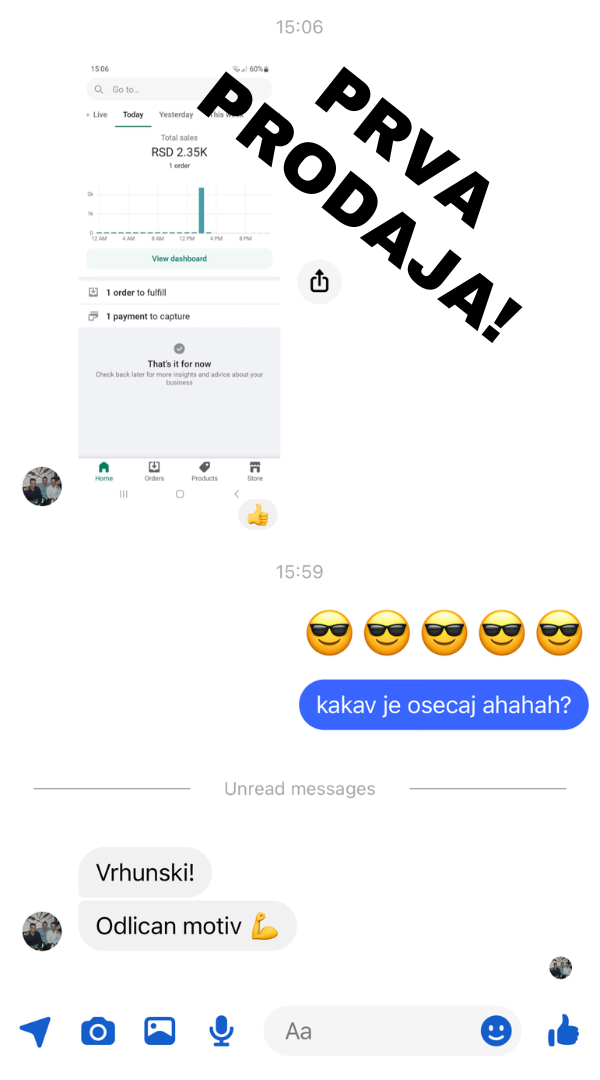 15:06
15:06
60%
Go to...
PRVA
PRODAJA!
Live Today Yesterday This week
Total sales
RSD 2.35K
1 order
2k
1k
0
12 AM 4 AM 8 AM 12 PM 4 PM 8 PM
View dashboard
1 order to fulfill
1 payment to capture
That's it for now
Check back later for more insights and advice about your
business
Home Orders Products Store
15:59
kakav je osecaj ahahah?
Unread messages
Vrhunski!
Odlican motiv
Aa